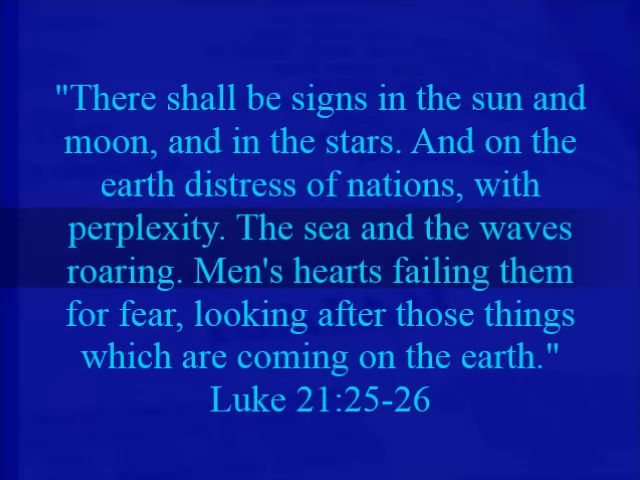 "There shall be signs in the sun and
moon, and in the stars. And on the
earth distress of nations, with
perplexity. The sea and the waves
roaring. Men's hearts failing them
for fear, looking after those things
which are coming on the earth."
Luke 21:25-26